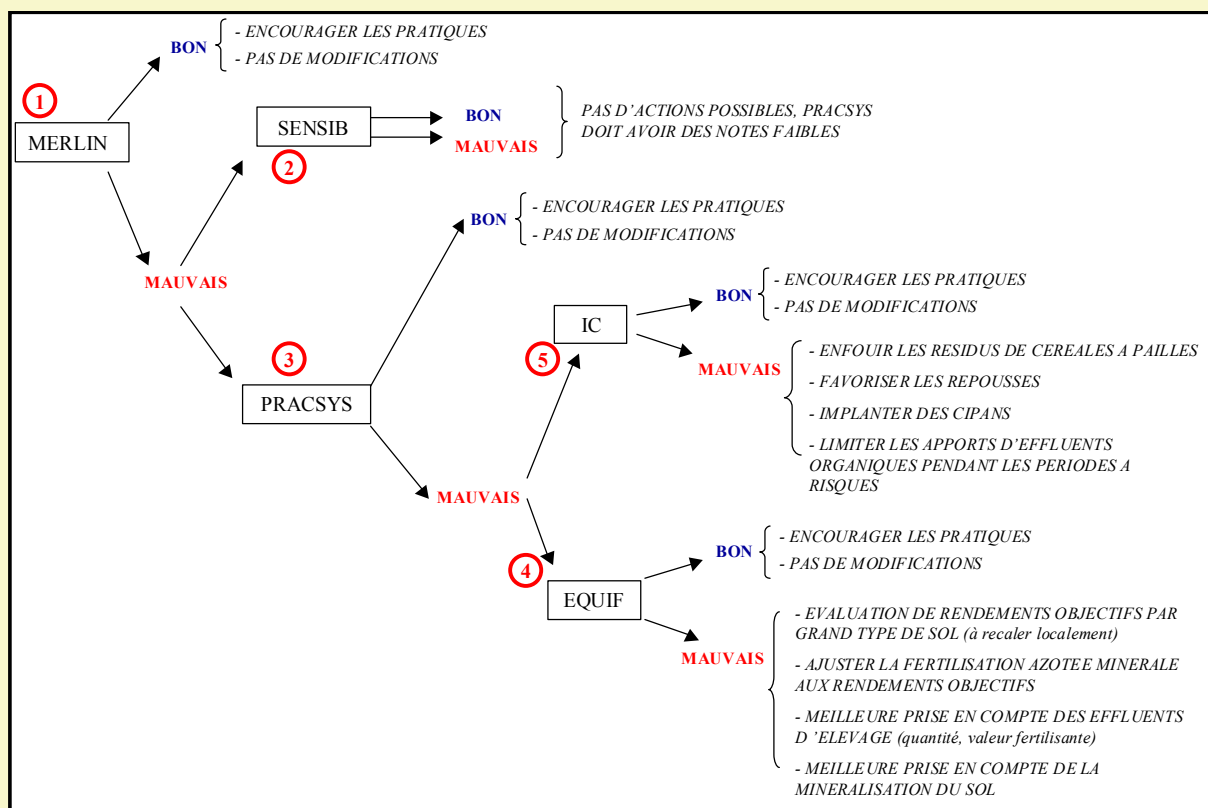 - ENCOURAGER LES PRATIQUES
BON
- PAS DE MODIFICATIONS
1
MERLIN
SENSIB
2
BON
MAUVAIS
PAS D'ACTIONS POSSIBLES, PRACSYS
DOIT AVOIR DES NOTES FAIBLES
MAUVAIS
BON
- ENCOURAGER LES PRATIQUES
- PAS DE MODIFICATIONS
3
PRACSYS
MAUVAIS
IC
5
BON
- ENCOURAGER LES PRATIQUES
- PAS DE MODIFICATIONS
MAUVAIS
- ENFOUIR LES RESIDUS DE CEREALES A PAILLES
- FAVORISER LES REPOUSSES
- IMPLANTER DES CIPANS
- LIMITER LES APPORTS D'EFFLUENTS
ORGANIQUES PENDANT LES PERIODES A
RISQUES
4
EQUIF
BON
- ENCOURAGER LES PRATIQUES
- PAS DE MODIFICATIONS
MAUVAIS
- EVALUATION DE RENDEMENTS OBJECTIFS PAR
GRAND TYPE DE SOL (à recaler localement)
- AJUSTER LA FERTILISATION AZOTEE MINERALE
AUX RENDEMENTS OBJECTIFS
- MEILLEURE PRISE EN COMPTE DES EFFLUENTS
D 'ELEVAGE (quantité, valeur fertilisante)
- MEILLEURE PRISE EN COMPTE DE LA
MINERALISATION DU SOL